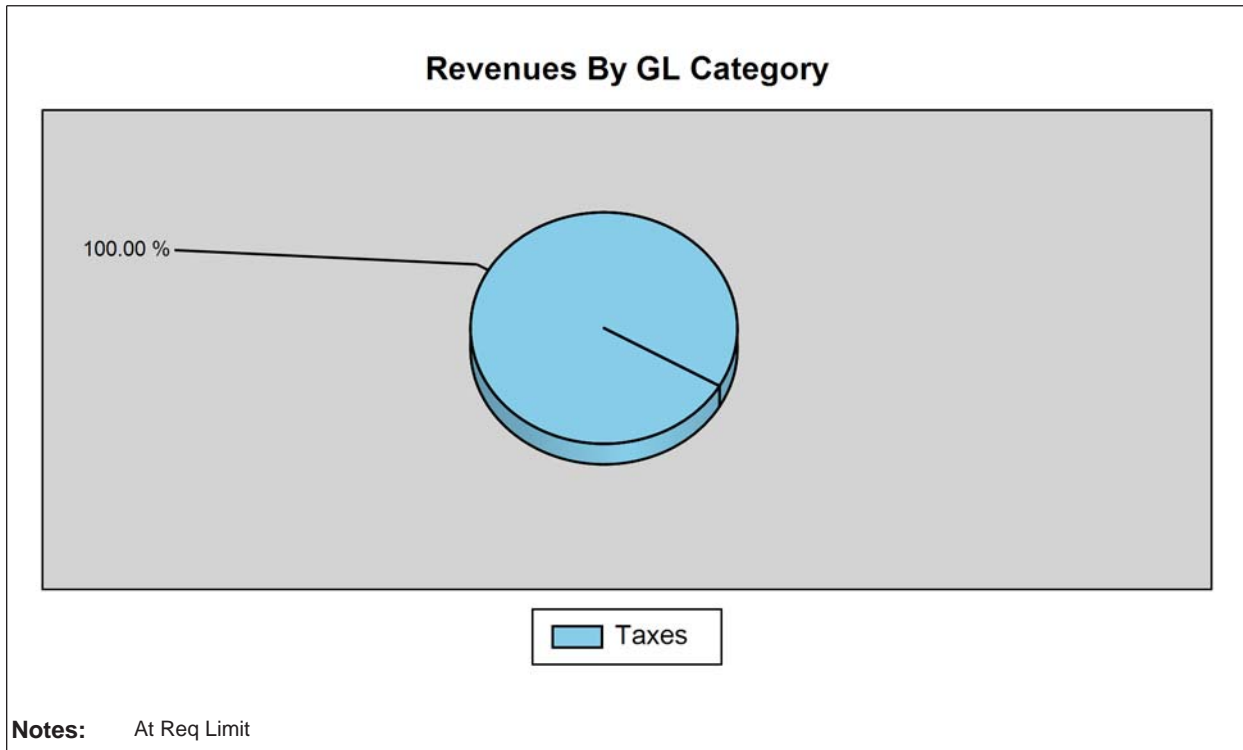 Revenues By GL Category
100.00 %
Taxes
Notes: At Req Limit